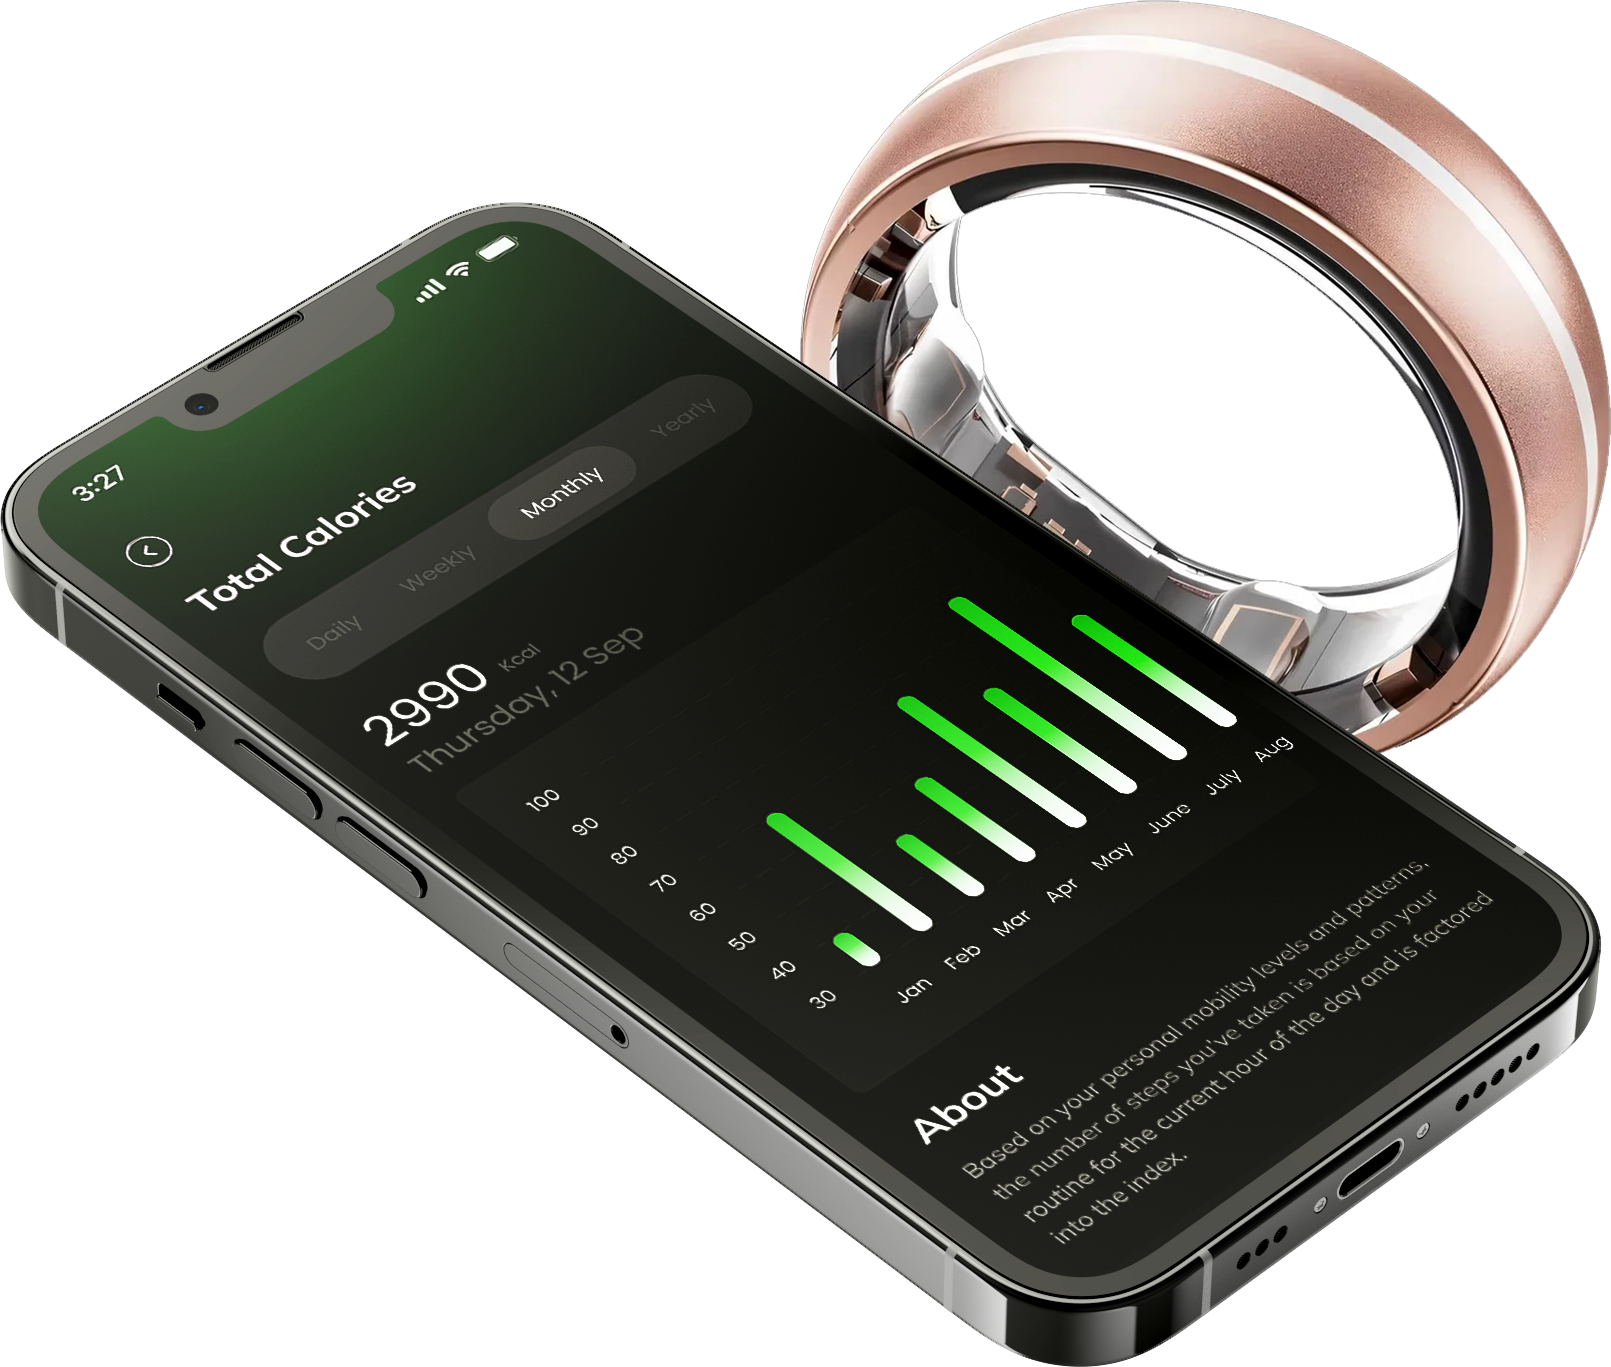 3:27
Total Calories
Daily Weekly Monthly Yearly
2990 Kcal
Thursday, 12 Sep
100
90
80
70
60
50
40
30
Jan Feb Mar Apr May June July Aug
About
Based on your personal mobility levels and patterns,
the number of steps you've taken is based on your
routine for the current hour of the day and is factored
into the index.